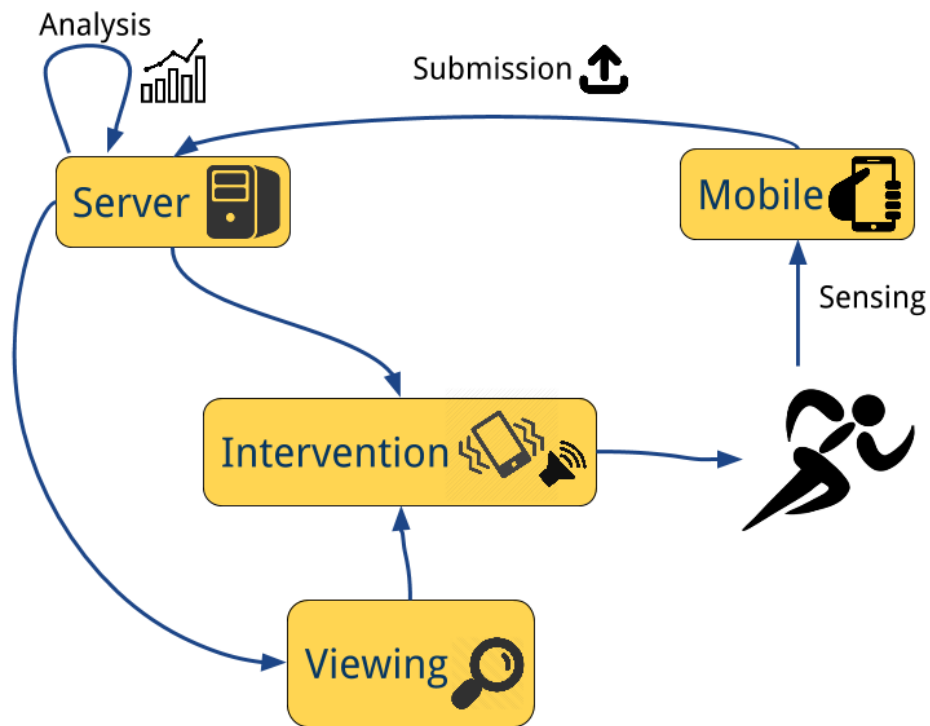 Analysis
Submission
Server
Mobile
Sensing
Intervention
Viewing